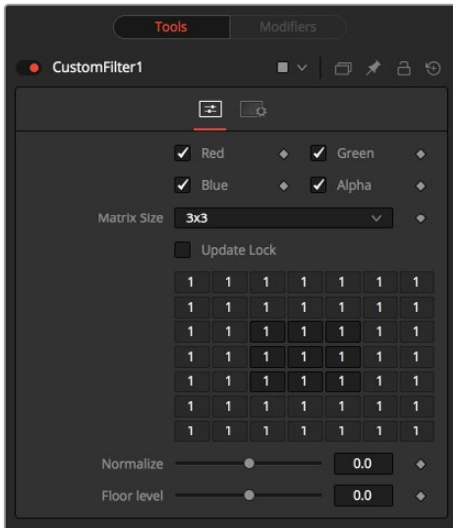 Tools Modifiers
CustomFilter1
Red Green
Blue Alpha
Matrix Size 3x3
Update Lock
1 1 1 1 1 1 1
1 1 1 1 1 1 1
1 1 1 1 1 1 1
1 1 1 1 1 1 1
1 1 1 1 1 1 1
1 1 1 1 1 1 1
1 1 1 1 1 1 1
Normalize 0.0
Floor level 0.0